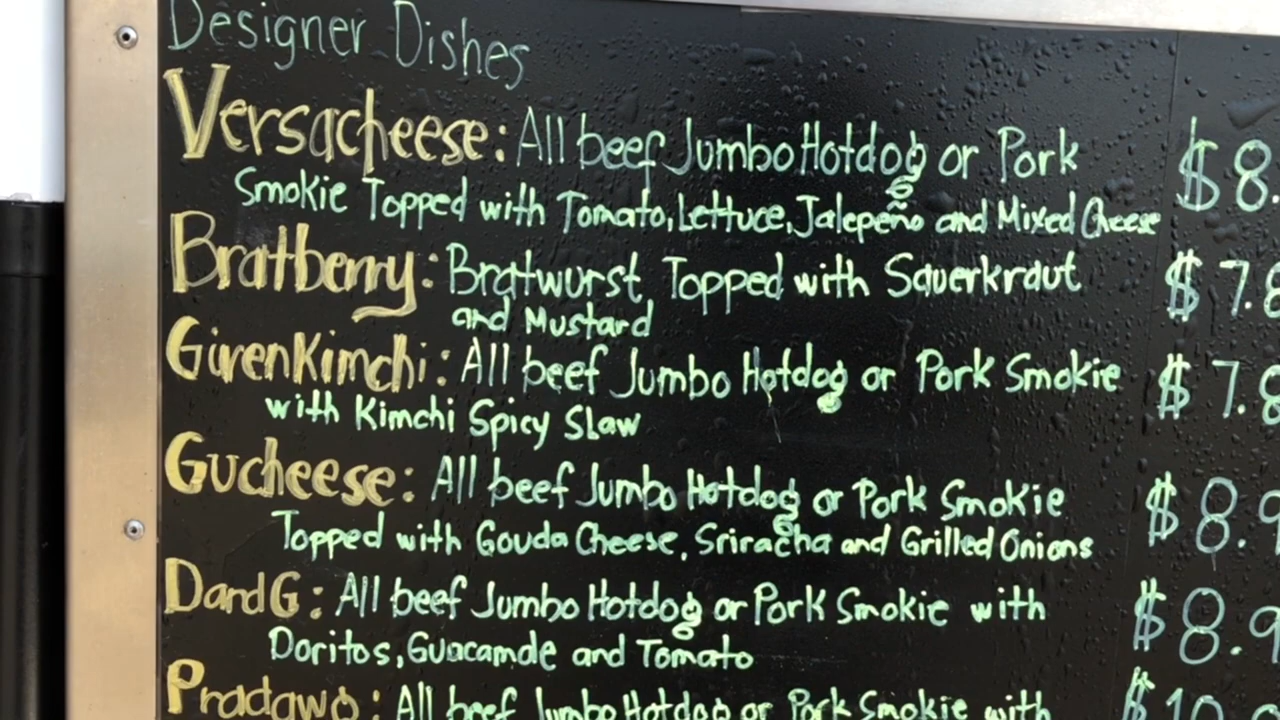 Designer Dishes
Versacheese: All beef Jumbo Hotdog or Pork $8.
Smokie Topped with Tomato, Lettuce, Jalepeño and Mixed Cheese
Bratberry: Bratwurst Topped with Sauerkraut $7.8
and Mustard
GivenKimchi: All beef Jumbo Hotdog or Pork Smokie $7.8
with Kimchi Spicy Slaw
Gucheese: All beef Jumbo Hotdog or Pork Smokie $8.9
Topped with Gouda Cheese, Sriracha and Grilled Onions
DandG: All beef Jumbo Hotdog or Pork Smokie with $8.9
Doritos, Guacamole and Tomato
Pradawg: All beef Jumbo Hotdog or Pork Smokie with $10.